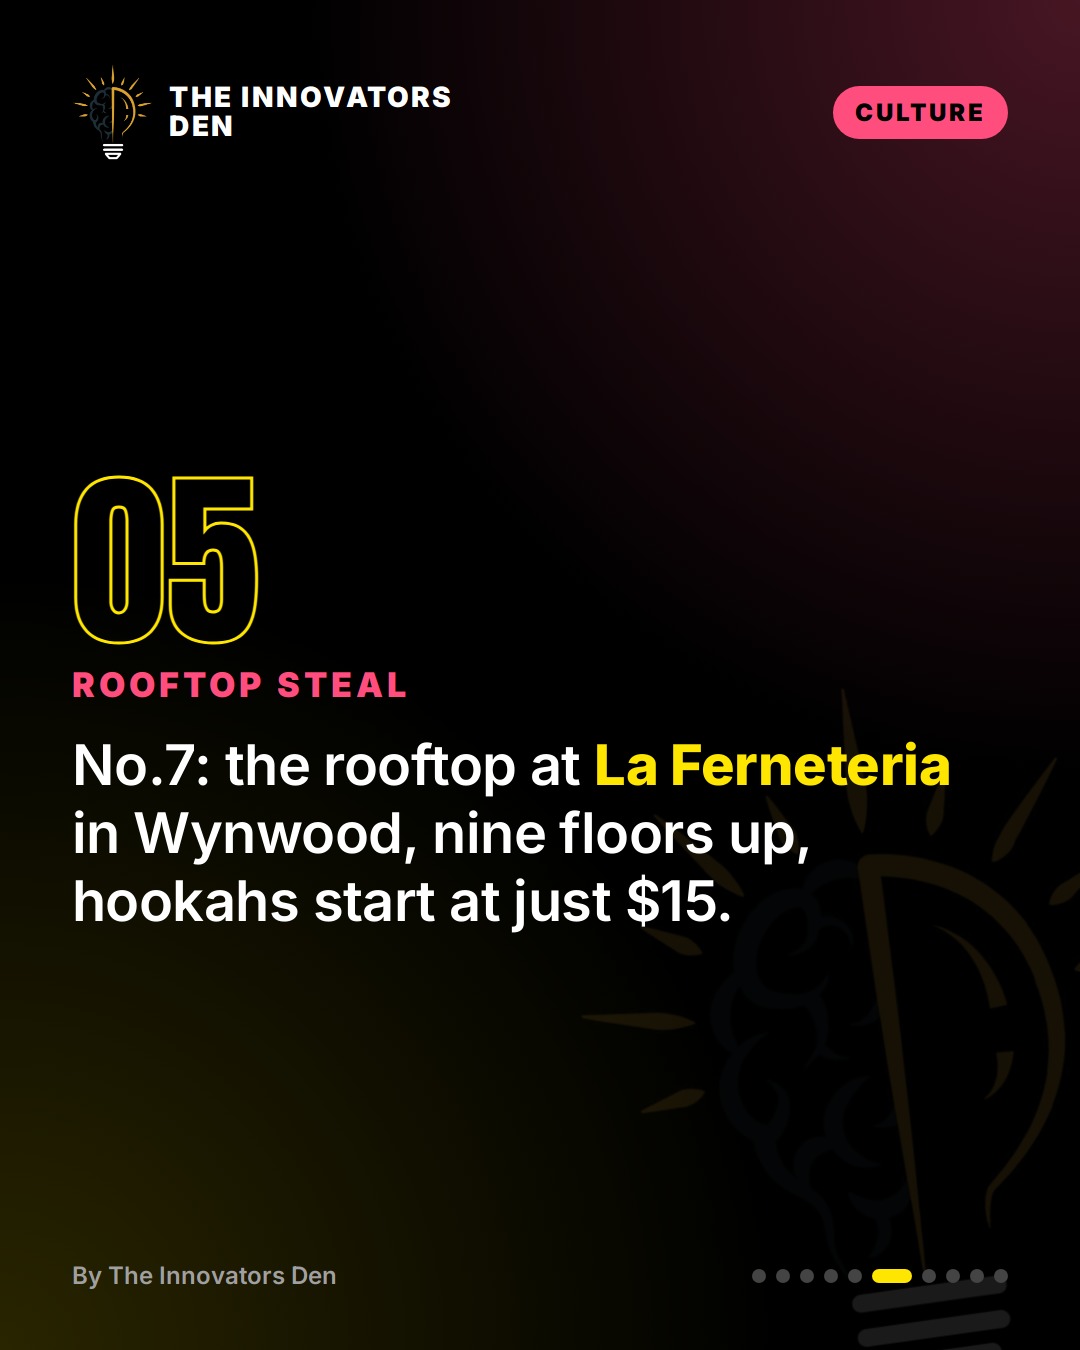 THE INNOVATORS
DEN
CULTURE
05
ROOFTOP STEAL
No.7: the rooftop at La Ferneteria
in Wynwood, nine floors up,
hookahs start at just $15.
By The Innovators Den